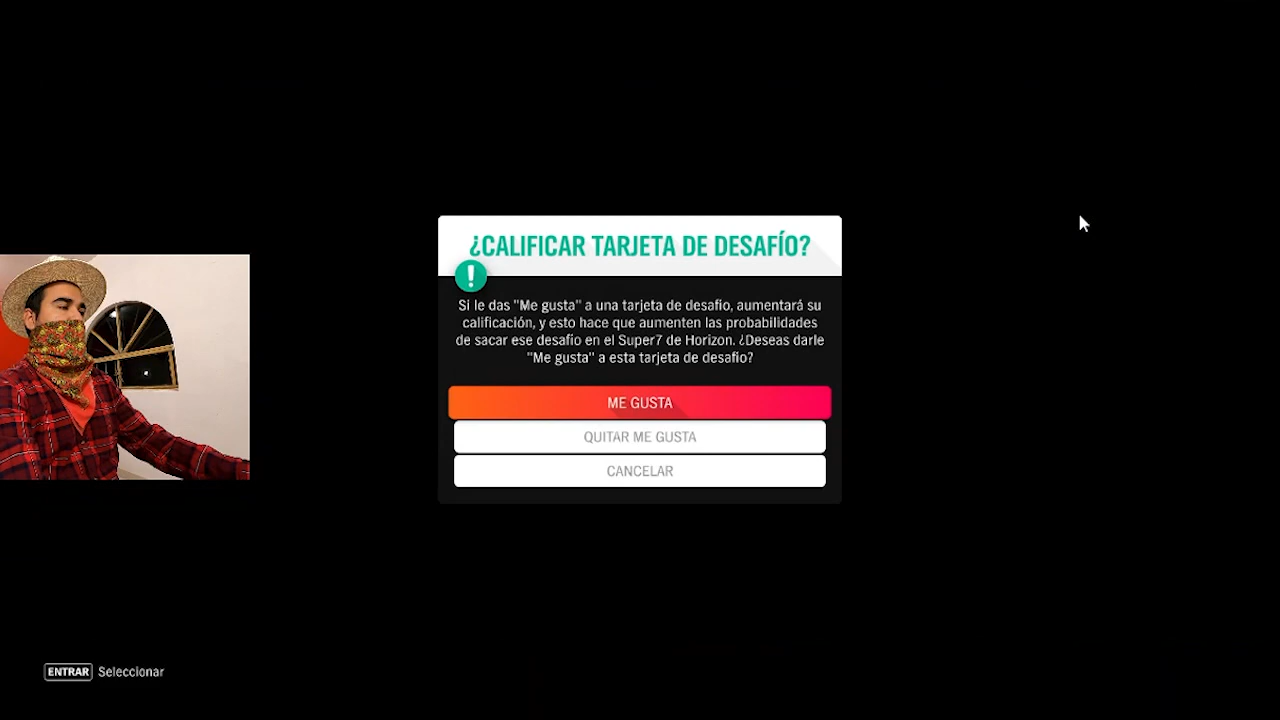 ¿CALIFICAR TARJETA DE DESAFÍO?
!
Si le das "Me gusta" a una tarjeta de desafío, aumentará su
calificación, y esto hace que aumenten las probabilidades
de sacar ese desafío en el Super7 de Horizon. ¿Deseas darle
"Me gusta" a esta tarjeta de desafío?
ME GUSTA
QUITAR ME GUSTA
CANCELAR
ENTRAR Seleccionar